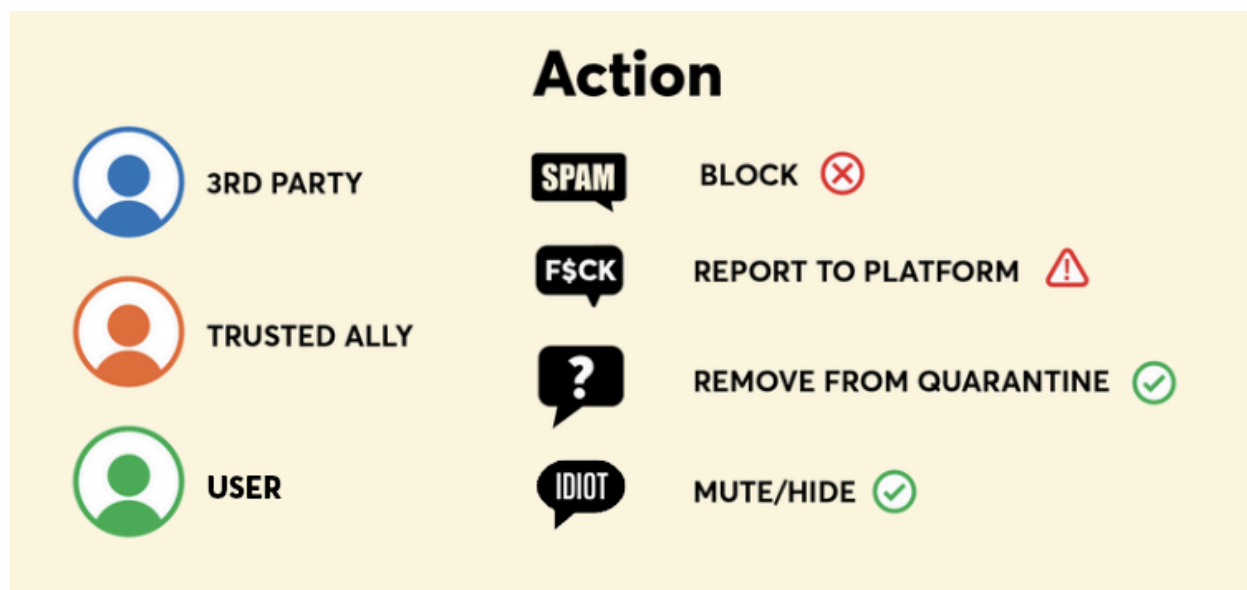 Action
3RD PARTY
SPAM
BLOCK
F$CK
REPORT TO PLATFORM
TRUSTED ALLY
?
REMOVE FROM QUARANTINE
USER
IDIOT
MUTE/HIDE